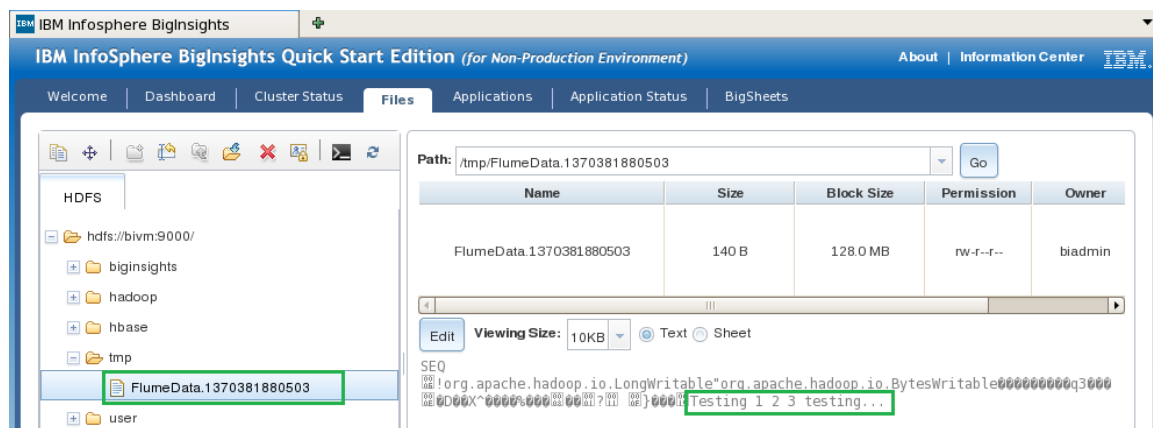 IBM IBM Infosphere BigInsights
IBM InfoSphere BigInsights Quick Start Edition (for Non-Production Environment) About | Information Center IBM.
Welcome Dashboard Cluster Status Files Applications Application Status BigSheets
Path: /tmp/FlumeData.1370381880503 Go
HDFS
Name Size Block Size Permission Owner
hdfs://bivm:9000/
FlumeData.1370381880503 140 B 128.0 MB rw-r--r-- biadmin
biginsights
hadoop
hbase
Edit Viewing Size: 10KB Text Sheet
tmp
SEQ
!org.apache.hadoop.io.LongWritable"org.apache.hadoop.io.BytesWritable����������q3���
FlumeData.1370381880503
�D��X^����%��� ��?  }��� Testing 1 2 3 testing...
user